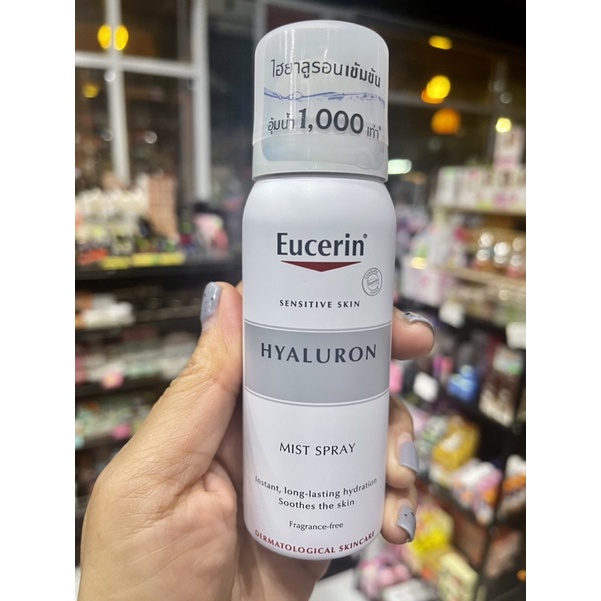 ไฮยาลูรอนเข้มข้น
อุ้มน้ำ 1,000 เท่า*
Eucerin®
SENSITIVE SKIN
HYALURON
MIST SPRAY
Instant, long-lasting hydration
Soothes the skin
Fragrance-free
DERMATOLOGICAL SKINCARE